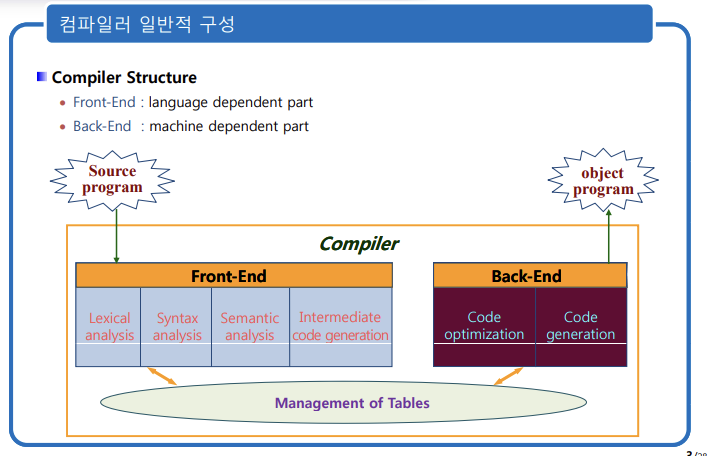 컴파일러 일반적 구성
Compiler Structure
• Front-End : language dependent part
• Back-End : machine dependent part
Source
program
object
program
Compiler
Front-End
Back-End
Lexical
analysis
Syntax
analysis
Semantic
analysis
Intermediate
code generation
Code
optimization
Code
generation
Management of Tables